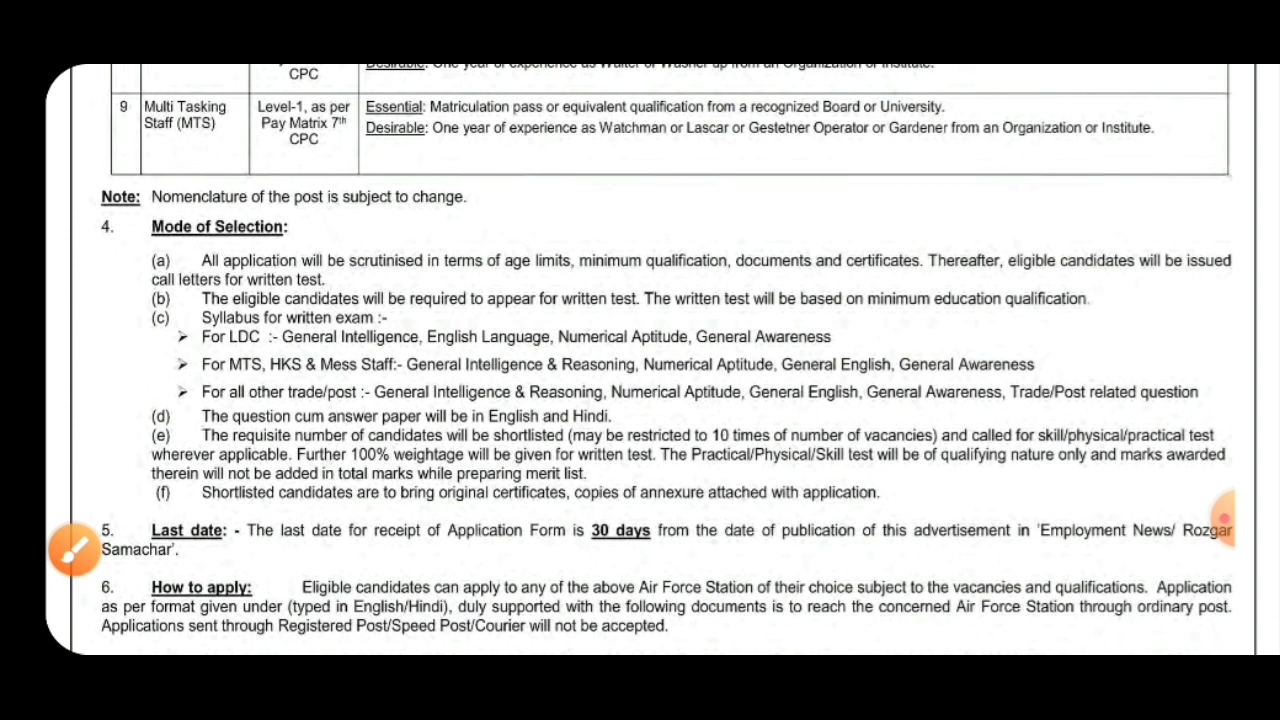 CPC
Desirable: One year of experience as Waiter or Washer up from an Organization or Institute.
9 Multi Tasking Level-1, as per Essential: Matriculation pass or equivalent qualification from a recognized Board or University.
Staff (MTS) Pay Matrix 7th Desirable: One year of experience as Watchman or Lascar or Gestetner Operator or Gardener from an Organization or Institute.
CPC
Note: Nomenclature of the post is subject to change.
4. Mode of Selection:
(a) All application will be scrutinised in terms of age limits, minimum qualification, documents and certificates. Thereafter, eligible candidates will be issued
call letters for written test.
(b) The eligible candidates will be required to appear for written test. The written test will be based on minimum education qualification.
(c) Syllabus for written exam :-
➢ For LDC :- General Intelligence, English Language, Numerical Aptitude, General Awareness
➢ For MTS, HKS & Mess Staff:- General Intelligence & Reasoning, Numerical Aptitude, General English, General Awareness
➢ For all other trade/post :- General Intelligence & Reasoning, Numerical Aptitude, General English, General Awareness, Trade/Post related question
(d) The question cum answer paper will be in English and Hindi.
(e) The requisite number of candidates will be shortlisted (may be restricted to 10 times of number of vacancies) and called for skill/physical/practical test
wherever applicable. Further 100% weightage will be given for written test. The Practical/Physical/Skill test will be of qualifying nature only and marks awarded
therein will not be added in total marks while preparing merit list.
(f) Shortlisted candidates are to bring original certificates, copies of annexure attached with application.
5. Last date: - The last date for receipt of Application Form is 30 days from the date of publication of this advertisement in 'Employment News/ Rozgar
Samachar'.
6. How to apply: Eligible candidates can apply to any of the above Air Force Station of their choice subject to the vacancies and qualifications. Application
as per format given under (typed in English/Hindi), duly supported with the following documents is to reach the concerned Air Force Station through ordinary post.
Applications sent through Registered Post/Speed Post/Courier will not be accepted.